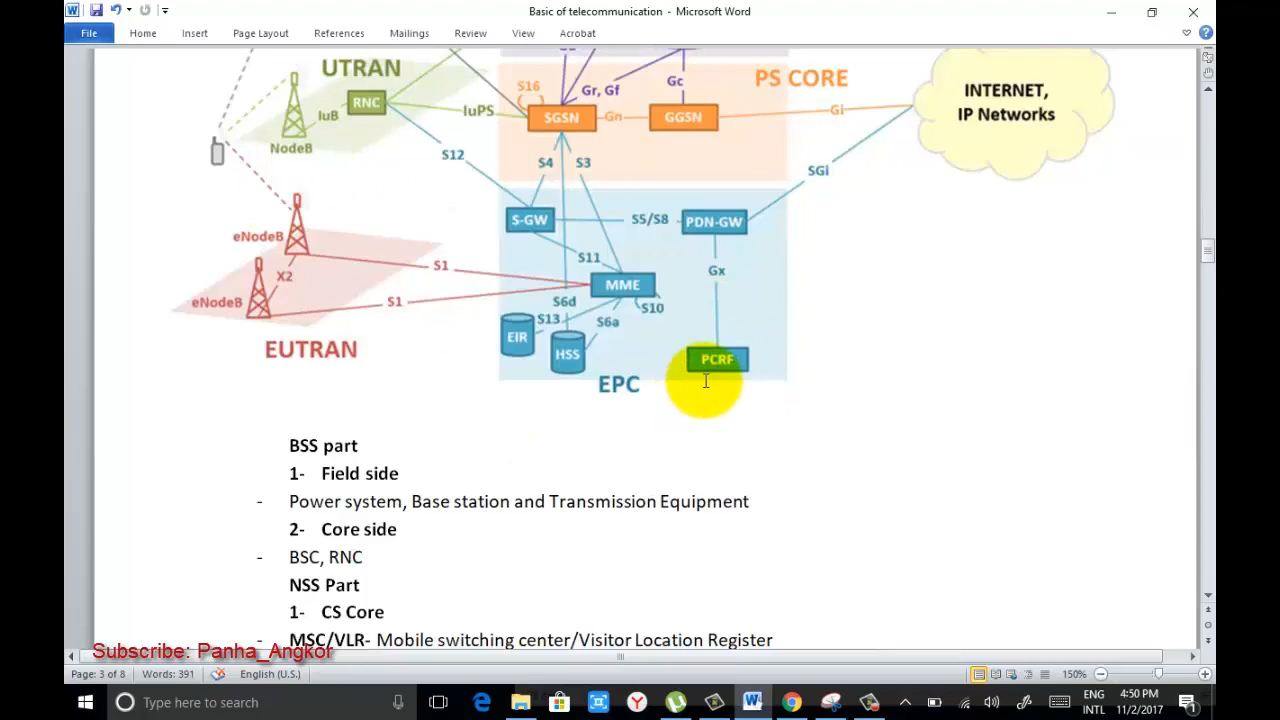 Basic of telecommunication - Microsoft Word
File
Home
Insert
Page Layout
References
Mailings
Review
View
Acrobat
UTRAN
PS CORE
S16
Gr, Gf
Gc
INTERNET,
IP Networks
RNC
IuB
IuPS
SGSN
Gn
GGSN
Gi
NodeB
S12
S4
S3
SGi
S-GW
S5/S8
PDN-GW
eNodeB
S11
S1
X2
Gx
MME
eNodeB
S1
S6d
S10
S13
S6a
EIR
HSS
PCRF
EUTRAN
EPC
BSS part
1- Field side
- Power system, Base station and Transmission Equipment
2- Core side
- BSC, RNC
NSS Part
1- CS Core
- MSC/VLR- Mobile switching center/Visitor Location Register
Subscribe: Panha_Angkor
Page: 3 of 8
Words: 391
English (U.S.)
150%
Type here to search
ENG
INTL
4:50 PM
11/2/2017